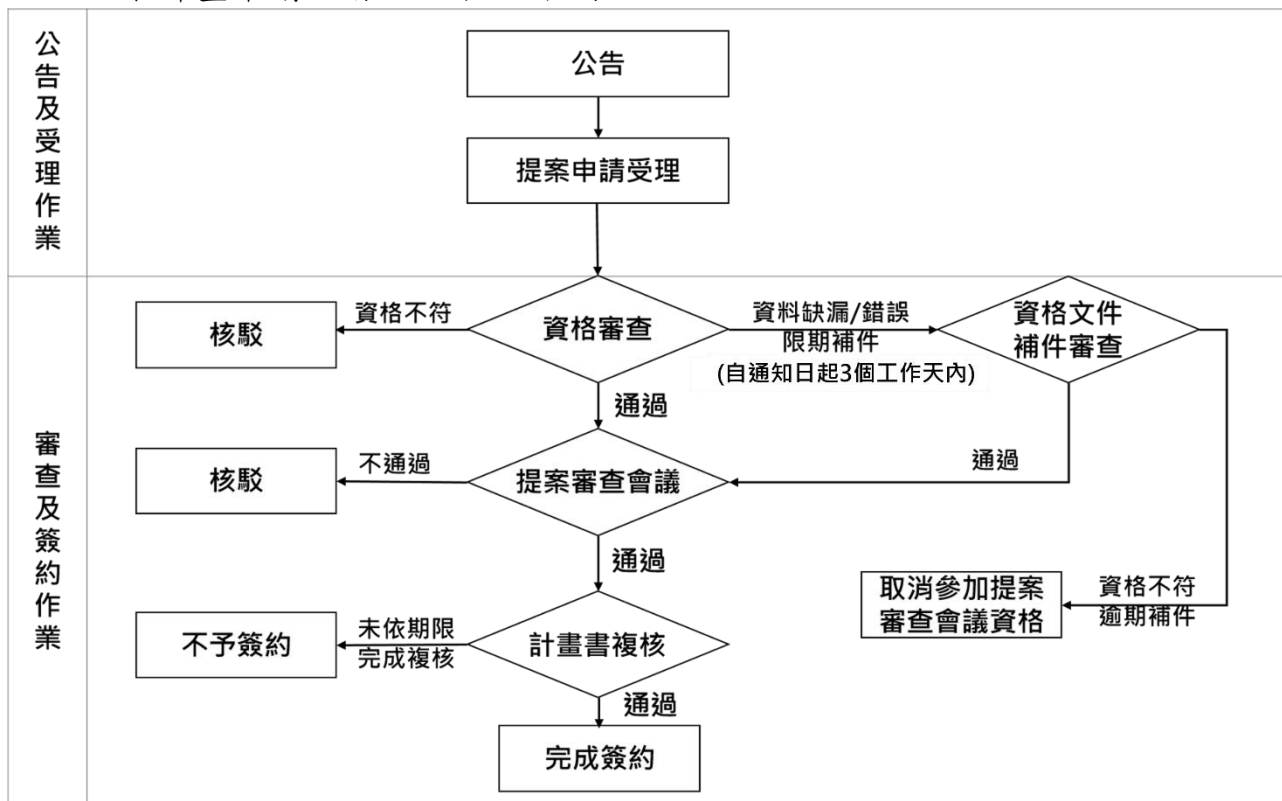 公告及受理作業
公告
提案申請受理
審查及簽約作業
資格審查
資格不符
核駁
資料缺漏/錯誤
限期補件
(自通知日起3個工作天內)
資格文件
補件審查
通過
通過
提案審查會議
不通過
核駁
通過
取消參加提案
審查會議資格
資格不符
逾期補件
計畫書複核
未依期限
完成複核
不予簽約
通過
完成簽約